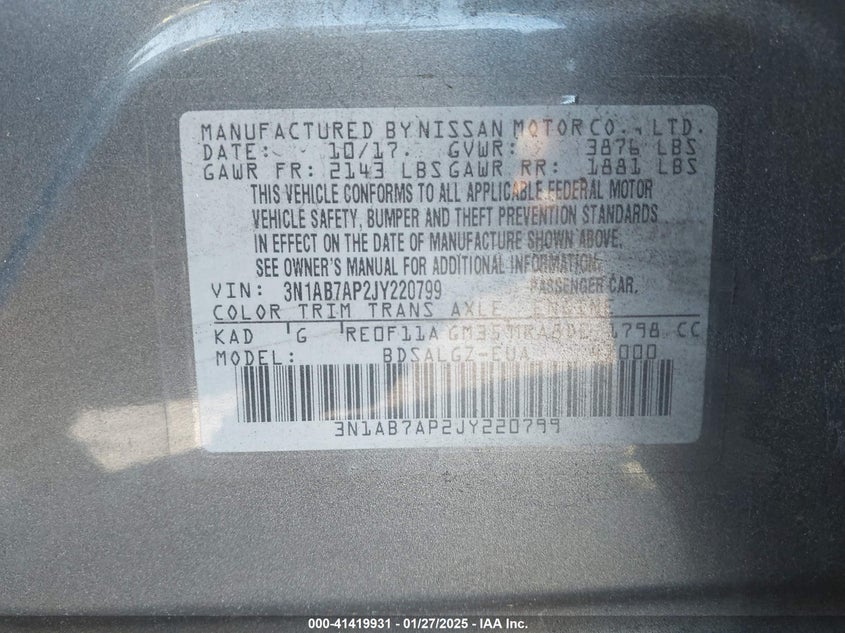 MANUFACTURED BY NISSAN MOTOR CO., LTD.
DATE: 10/17. GVWR: 3876 LBS
GAWR FR: 2143 LBS GAWR RR: 1881 LBS
THIS VEHICLE CONFORMS TO ALL APPLICABLE FEDERAL MOTOR
VEHICLE SAFETY, BUMPER AND THEFT PREVENTION STANDARDS
IN EFFECT ON THE DATE OF MANUFACTURE SHOWN ABOVE.
SEE OWNER'S MANUAL FOR ADDITIONAL INFORMATION.
VIN: 3N1AB7AP2JY220799 PASSENGER CAR.
COLOR TRIM TRANS AXLE ENGINE
KAD G RE0F11A GM359 MRA8DE 1798 CC
MODEL: BDSALGZ-EUA
3N1AB7AP2JY220799
000-41419931 - 01/27/2025 - IAA Inc.